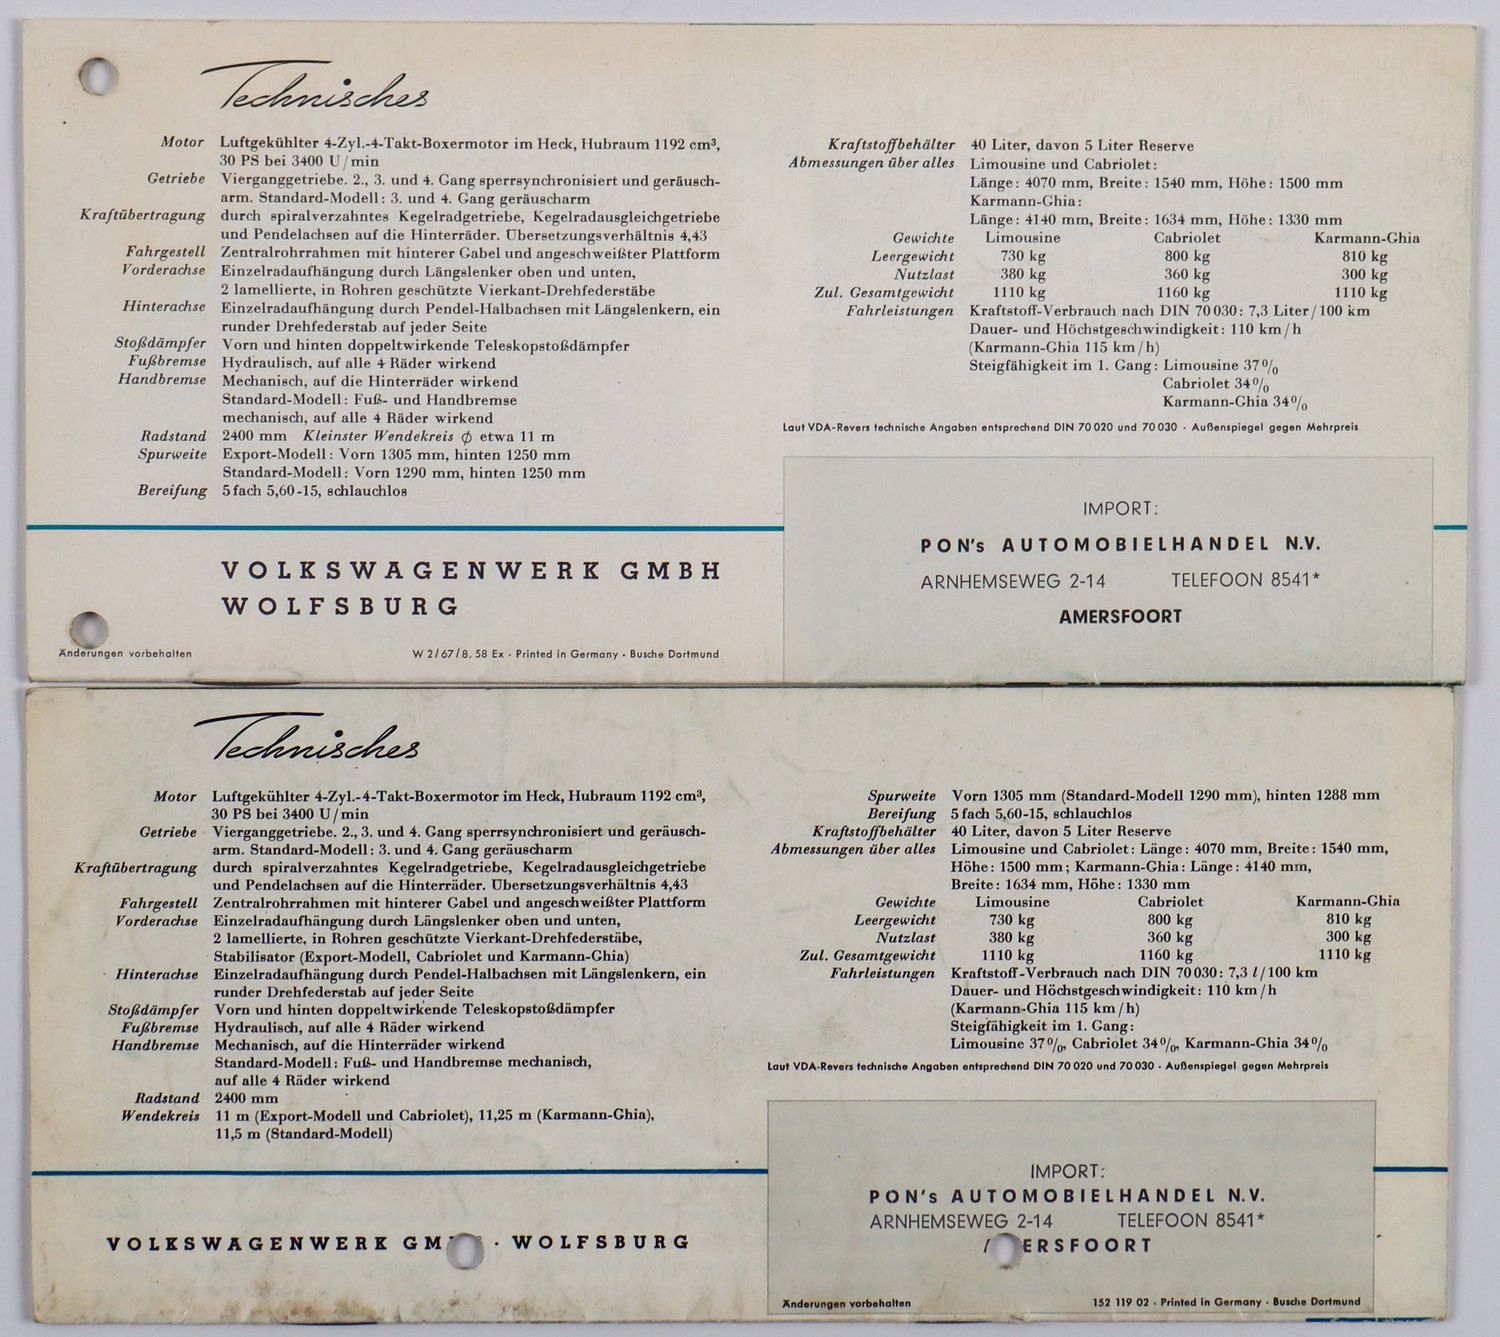 Technisches
Motor Luftgekühlter 4-Zyl.-4-Takt-Boxermotor im Heck, Hubraum 1192 cm³,
30 PS bei 3400 U/min
Getriebe Vierganggetriebe. 2., 3. und 4. Gang sperrsynchronisiert und geräusch-
arm. Standard-Modell: 3. und 4. Gang geräuscharm
Kraftübertragung durch spiralverzahntes Kegelradgetriebe, Kegelradausgleichgetriebe
und Pendelachsen auf die Hinterräder. Übersetzungsverhältnis 4,43
Fahrgestell Zentralrohrrahmen mit hinterer Gabel und angeschweißter Plattform
Vorderachse Einzelradaufhängung durch Längslenker oben und unten,
2 lamellierte, in Rohren geschützte Vierkant-Drehfederstäbe
Hinterachse Einzelradaufhängung durch Pendel-Halbachsen mit Längslenkern, ein
runder Drehfederstab auf jeder Seite
Stoßdämpfer Vorn und hinten doppeltwirkende Teleskopstoßdämpfer
Fußbremse Hydraulisch, auf alle 4 Räder wirkend
Handbremse Mechanisch, auf die Hinterräder wirkend
Standard-Modell: Fuß- und Handbremse
mechanisch, auf alle 4 Räder wirkend
Radstand 2400 mm Kleinster Wendekreis ϕ etwa 11 m
Spurweite Export-Modell: Vorn 1305 mm, hinten 1250 mm
Standard-Modell: Vorn 1290 mm, hinten 1250 mm
Bereifung 5fach 5,60-15, schlauchlos
VOLKSWAGENWERK GMBH
WOLFSBURG
Änderungen vorbehalten W 2/67/8. 58 Ex · Printed in Germany · Busche Dortmund
Kraftstoffbehälter 40 Liter, davon 5 Liter Reserve
Abmessungen über alles Limousine und Cabriolet:
Länge: 4070 mm, Breite: 1540 mm, Höhe: 1500 mm
Karmann-Ghia:
Länge: 4140 mm, Breite: 1634 mm, Höhe: 1330 mm
Gewichte Limousine Cabriolet Karmann-Ghia
Leergewicht 730 kg 800 kg 810 kg
Nutzlast 380 kg 360 kg 300 kg
Zul. Gesamtgewicht 1110 kg 1160 kg 1110 kg
Fahrleistungen Kraftstoff-Verbrauch nach DIN 70 030: 7,3 Liter/100 km
Dauer- und Höchstgeschwindigkeit: 110 km/h
(Karmann-Ghia 115 km/h)
Steigfähigkeit im 1. Gang: Limousine 37%
Cabriolet 34%
Karmann-Ghia 34%
Laut VDA-Revers technische Angaben entsprechend DIN 70 020 und 70 030 · Außenspiegel gegen Mehrpreis
IMPORT:
PON's AUTOMOBIELHANDEL N.V.
ARNHEMSEWEG 2-14 TELEFOON 8541*
AMERSFOORT
Technisches
Motor Luftgekühlter 4-Zyl.-4-Takt-Boxermotor im Heck, Hubraum 1192 cm³,
30 PS bei 3400 U/min
Getriebe Vierganggetriebe. 2., 3. und 4. Gang sperrsynchronisiert und geräusch-
arm. Standard-Modell: 3. und 4. Gang geräuscharm
Kraftübertragung durch spiralverzahntes Kegelradgetriebe, Kegelradausgleichgetriebe
und Pendelachsen auf die Hinterräder. Übersetzungsverhältnis 4,43
Fahrgestell Zentralrohrrahmen mit hinterer Gabel und angeschweißter Plattform
Vorderachse Einzelradaufhängung durch Längslenker oben und unten,
2 lamellierte, in Rohren geschützte Vierkant-Drehfederstäbe,
Stabilisator (Export-Modell, Cabriolet und Karmann-Ghia)
Hinterachse Einzelradaufhängung durch Pendel-Halbachsen mit Längslenkern, ein
runder Drehfederstab auf jeder Seite
Stoßdämpfer Vorn und hinten doppeltwirkende Teleskopstoßdämpfer
Fußbremse Hydraulisch, auf alle 4 Räder wirkend
Handbremse Mechanisch, auf die Hinterräder wirkend
Standard-Modell: Fuß- und Handbremse mechanisch,
auf alle 4 Räder wirkend
Radstand 2400 mm
Wendekreis 11 m (Export-Modell und Cabriolet), 11,25 m (Karmann-Ghia),
11,5 m (Standard-Modell)
VOLKSWAGENWERK GM · WOLFSBURG
Spurweite Vorn 1305 mm (Standard-Modell 1290 mm), hinten 1288 mm
Bereifung 5fach 5,60-15, schlauchlos
Kraftstoffbehälter 40 Liter, davon 5 Liter Reserve
Abmessungen über alles Limousine und Cabriolet: Länge: 4070 mm, Breite: 1540 mm,
Höhe: 1500 mm; Karmann-Ghia: Länge: 4140 mm,
Breite: 1634 mm, Höhe: 1330 mm
Gewichte Limousine Cabriolet Karmann-Ghia
Leergewicht 730 kg 800 kg 810 kg
Nutzlast 380 kg 360 kg 300 kg
Zul. Gesamtgewicht 1110 kg 1160 kg 1110 kg
Fahrleistungen Kraftstoff-Verbrauch nach DIN 70 030: 7,3 l/100 km
Dauer- und Höchstgeschwindigkeit: 110 km/h
(Karmann-Ghia 115 km/h)
Steigfähigkeit im 1. Gang:
Limousine 37%, Cabriolet 34%, Karmann-Ghia 34%
Laut VDA-Revers technische Angaben entsprechend DIN 70 020 und 70 030 · Außenspiegel gegen Mehrpreis
IMPORT:
PON's AUTOMOBIELHANDEL N.V.
ARNHEMSEWEG 2-14 TELEFOON 8541*
ERSFOORT
Änderungen vorbehalten 152 119 02 · Printed in Germany · Busche Dortmund